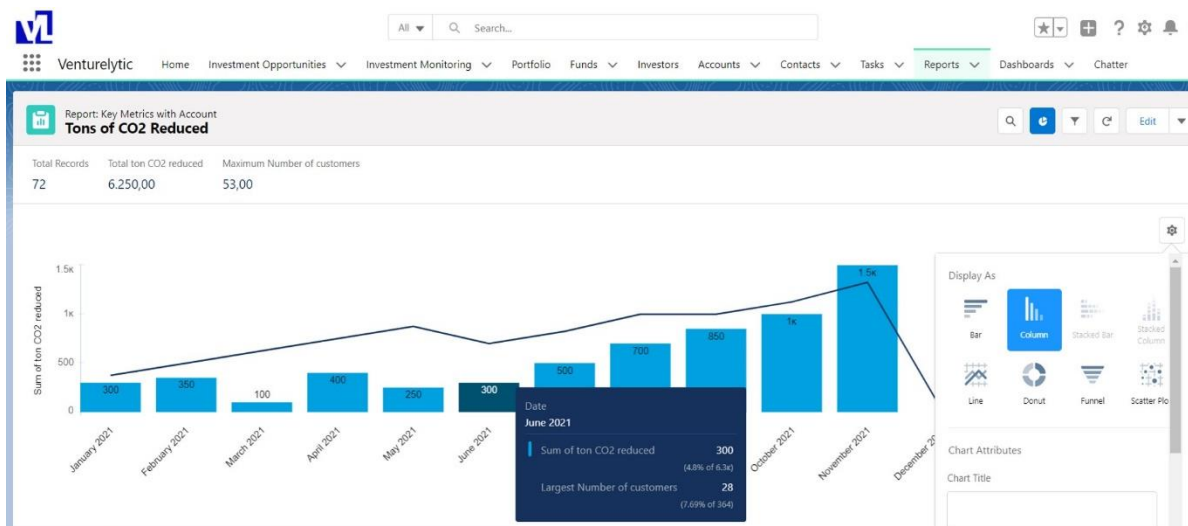 VL
All Search...
Venturelytic Home Investment Opportunities Investment Monitoring Portfolio Funds Investors Accounts Contacts Tasks Reports Dashboards Chatter
Report: Key Metrics with Account
Tons of CO2 Reduced
Edit
Total Records Total ton CO2 reduced Maximum Number of customers
72 6.250,00 53,00
Sum of ton CO2 reduced
1.5K
1K
500
0
300 350 100 400 250 300 500 700 850 1K 1.5K
January 2021 February 2021 March 2021 April 2021 May 2021 June 2021 October 2021 November 2021 December 2
Date
June 2021
Sum of ton CO2 reduced 300
(4.8% of 6.3K)
Largest Number of customers 28
(7.69% of 364)
Display As
Bar Column Stacked Bar Stacked Column
Line Donut Funnel Scatter Plo
Chart Attributes
Chart Title